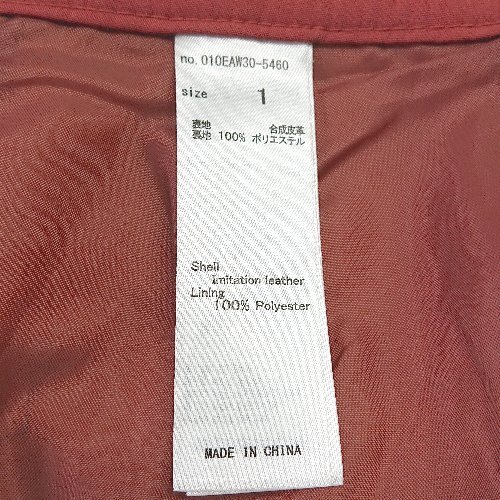 no. 010EAW30-5460
size 1
表地 合成皮革
裏地 100% ポリエステル
Shell
Imitation leather
Lining
100% Polyester
MADE IN CHINA